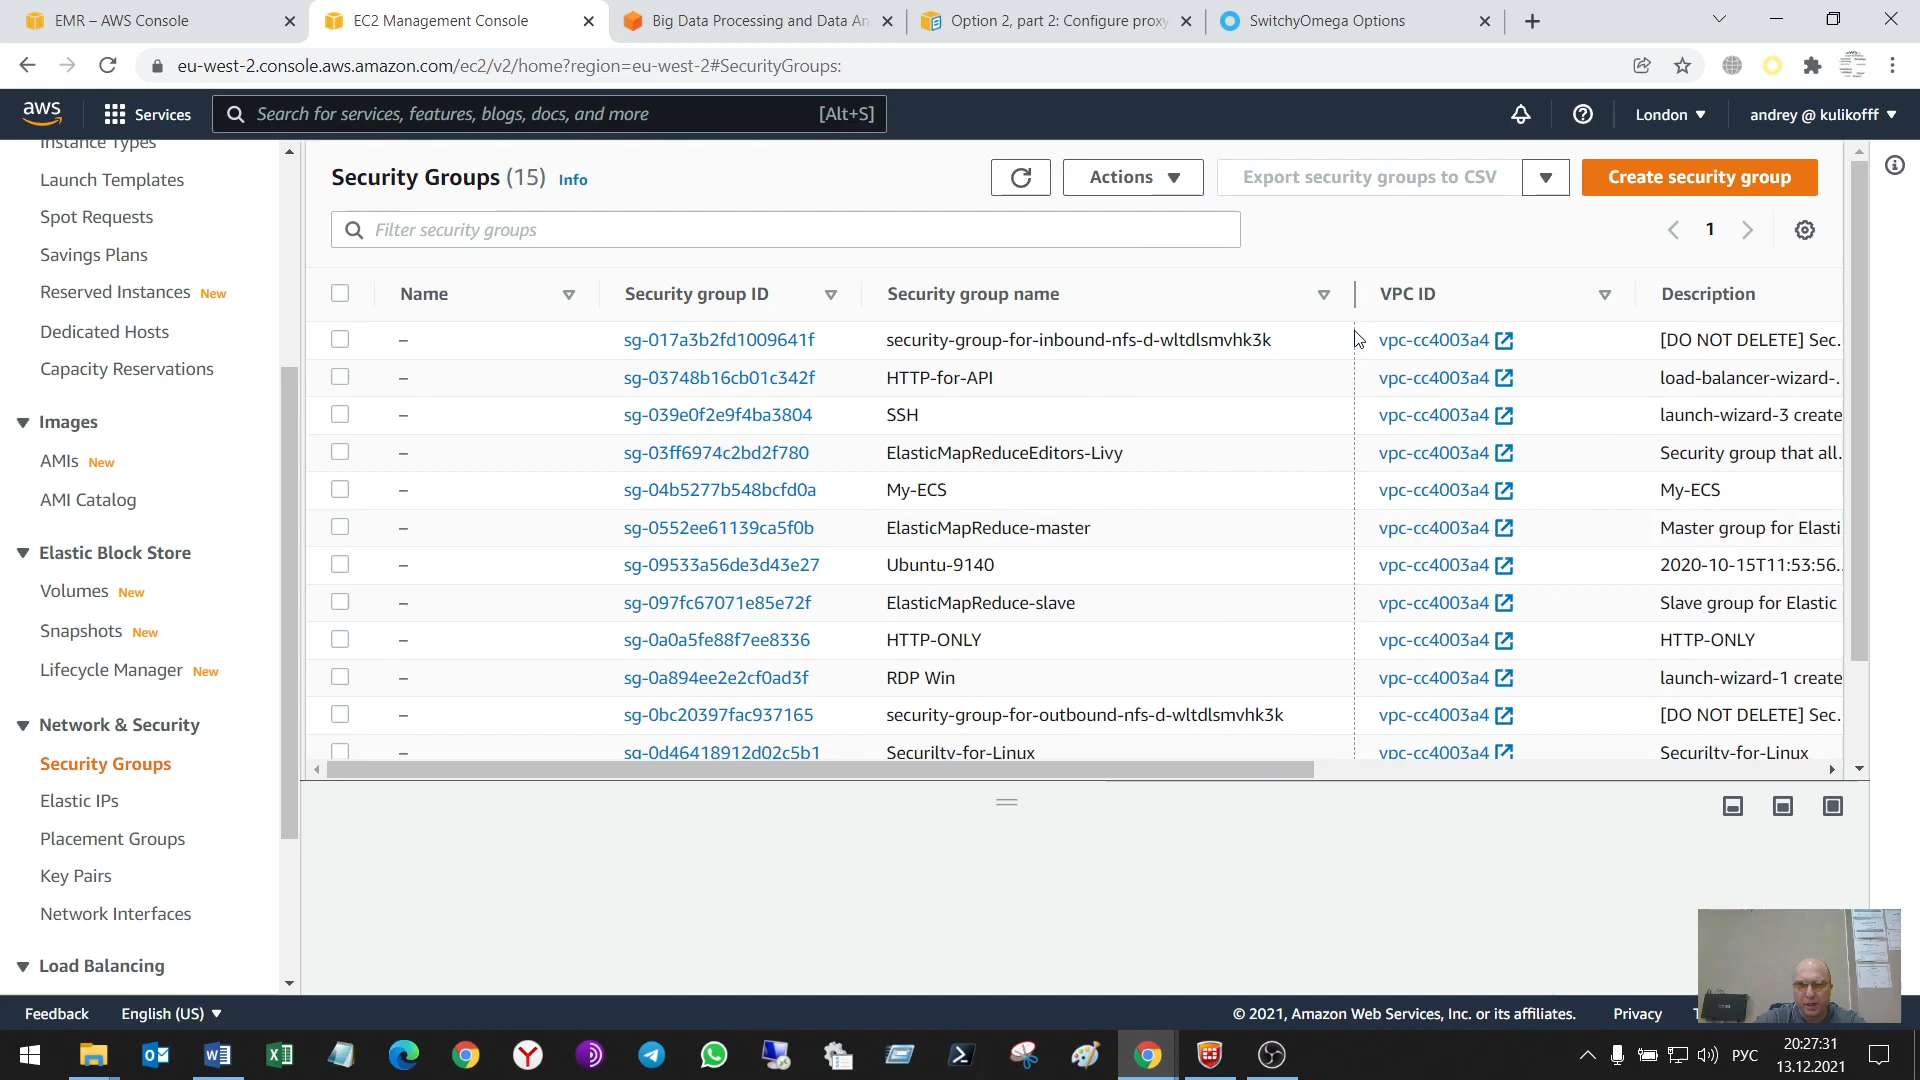 EMR – AWS Console
EC2 Management Console
Big Data Processing and Data An
Option 2, part 2: Configure proxy
SwitchyOmega Options
eu-west-2.console.aws.amazon.com/ec2/v2/home?region=eu-west-2#SecurityGroups:
aws
Services
Search for services, features, blogs, docs, and more
[Alt+S]
London
andrey @ kulikofff
Instance Types
Launch Templates
Spot Requests
Savings Plans
Reserved Instances New
Dedicated Hosts
Capacity Reservations
Images
AMIs New
AMI Catalog
Elastic Block Store
Volumes New
Snapshots New
Lifecycle Manager New
Network & Security
Security Groups
Elastic IPs
Placement Groups
Key Pairs
Network Interfaces
Load Balancing
Security Groups (15) Info
Actions
Export security groups to CSV
Create security group
Filter security groups
1
Name Security group ID Security group name VPC ID Description
– sg-017a3b2fd1009641f security-group-for-inbound-nfs-d-wltdlsmvhk3k vpc-cc4003a4 [DO NOT DELETE] Sec.
– sg-03748b16cb01c342f HTTP-for-API vpc-cc4003a4 load-balancer-wizard-.
– sg-039e0f2e9f4ba3804 SSH vpc-cc4003a4 launch-wizard-3 create
– sg-03ff6974c2bd2f780 ElasticMapReduceEditors-Livy vpc-cc4003a4 Security group that all.
– sg-04b5277b548bcfd0a My-ECS vpc-cc4003a4 My-ECS
– sg-0552ee61139ca5f0b ElasticMapReduce-master vpc-cc4003a4 Master group for Elasti
– sg-09533a56de3d43e27 Ubuntu-9140 vpc-cc4003a4 2020-10-15T11:53:56.
– sg-097fc67071e85e72f ElasticMapReduce-slave vpc-cc4003a4 Slave group for Elastic
– sg-0a0a5fe88f7ee8336 HTTP-ONLY vpc-cc4003a4 HTTP-ONLY
– sg-0a894ee2e2cf0ad3f RDP Win vpc-cc4003a4 launch-wizard-1 create
– sg-0bc20397fac937165 security-group-for-outbound-nfs-d-wltdlsmvhk3k vpc-cc4003a4 [DO NOT DELETE] Sec.
– sg-0d46418912d02c5b1 Securilty-for-Linux vpc-cc4003a4 Securilty-for-Linux
Feedback
English (US)
© 2021, Amazon Web Services, Inc. or its affiliates.
Privacy
РУС
20:27:31
13.12.2021